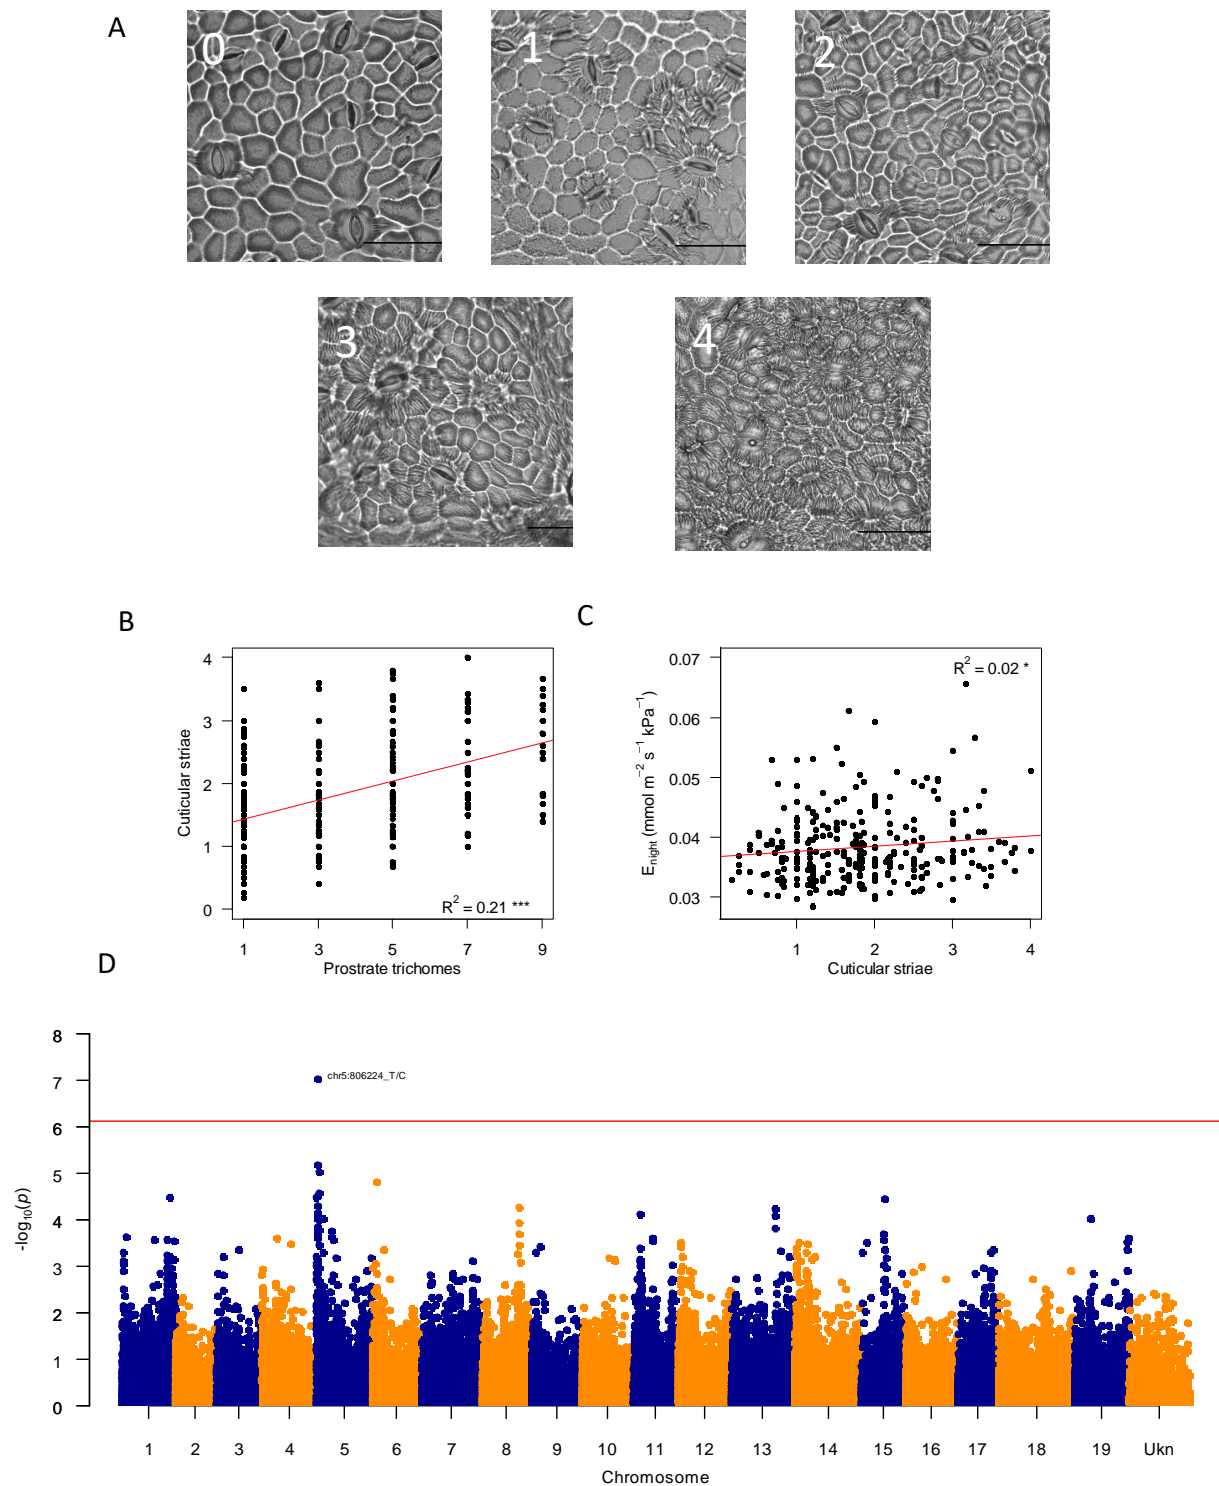 A
0
1
2
3
4
B
4
3
2
1
0
Cuticular striae
R² = 0.21 ***
1 3 5 7 9
Prostrate trichomes
C
0.07
0.06
0.05
0.04
0.03
Enight (mmol m⁻² s⁻¹ kPa⁻¹)
R² = 0.02 *
1 2 3 4
Cuticular striae
D
8
7
6
5
4
3
2
1
0
-log₁₀(p)
chr5:806224_T/C
1 2 3 4 5 6 7 8 9 10 11 12 13 14 15 16 17 18 19 Ukn
Chromosome